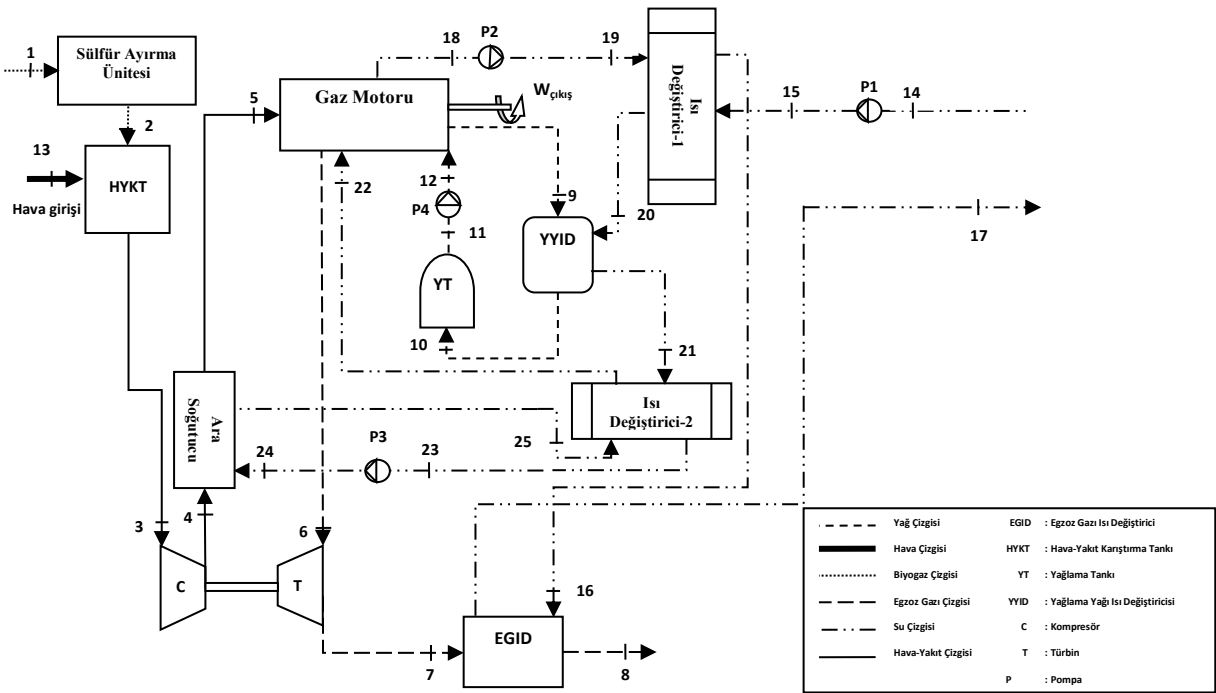 1
Sülfür Ayırma
Ünitesi
2
13
Hava girişi
HYKT
5
Gaz Motoru
W çıkış
18
P2
19
Isı
Değiştirici-1
15
P1
14
22
12
P4
11
9
YYID
20
17
YT
10
21
Isı
Değiştirici-2
Ara
Soğutucu
25
24
P3
23
3
4
6
C
T
16
EGID
7
8
Yağ Çizgisi
EGID : Egzoz Gazı Isı Değiştirici
Hava Çizgisi
HYKT : Hava-Yakıt Karıştırma Tankı
Biyogaz Çizgisi
YT : Yağlama Tankı
Egzoz Gazı Çizgisi
YYID : Yağlama Yağı Isı Değiştiricisi
Su Çizgisi
C : Kompresör
Hava-Yakıt Çizgisi
T : Türbin
P : Pompa